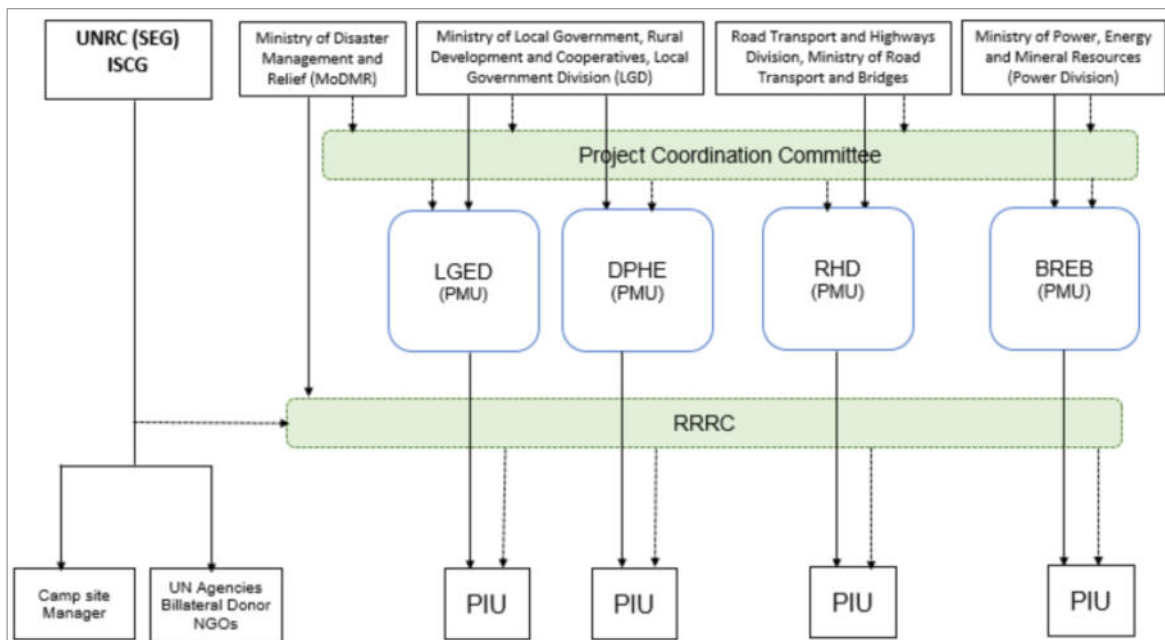 UNRC (SEG)
ISCG
Ministry of Disaster
Management and
Relief (MoDMR)
Ministry of Local Government, Rural
Development and Cooperatives, Local
Government Division (LGD)
Road Transport and Highways
Division, Ministry of Road
Transport and Bridges
Ministry of Power, Energy
and Mineral Resources
(Power Division)
Project Coordination Committee
LGED
(PMU)
DPHE
(PMU)
RHD
(PMU)
BREB
(PMU)
RRRC
Camp site
Manager
UN Agencies
Billateral Donor
NGOs
PIU
PIU
PIU
PIU